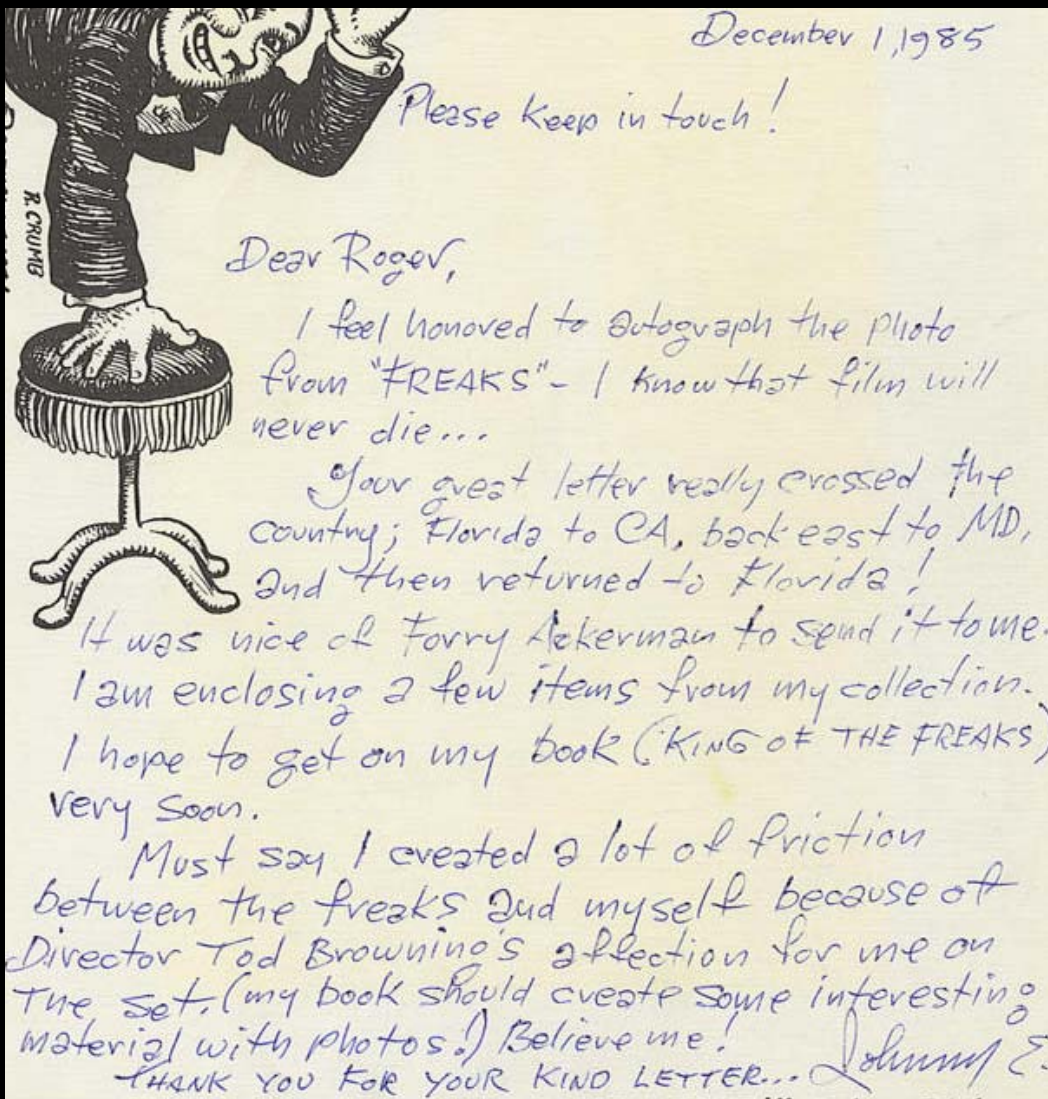 December 1, 1985
Please keep in touch!
R. CRUMB
Dear Roger,
I feel honored to autograph the photo
from "FREAKS" - I know that film will
never die...
Your great letter really crossed the
country; Florida to CA, back east to MD,
and then returned to Florida!
It was nice of Forry Ackerman to send it to me.
I am enclosing a few items from my collection.
I hope to get on my book (KING OF THE FREAKS)
very soon.
Must say I created a lot of friction
between the freaks and myself because of
Director Tod Browning's affection for me on
the set. (my book should create some interesting
material with photos!) Believe me!
THANK YOU FOR YOUR KIND LETTER... Johnny E.